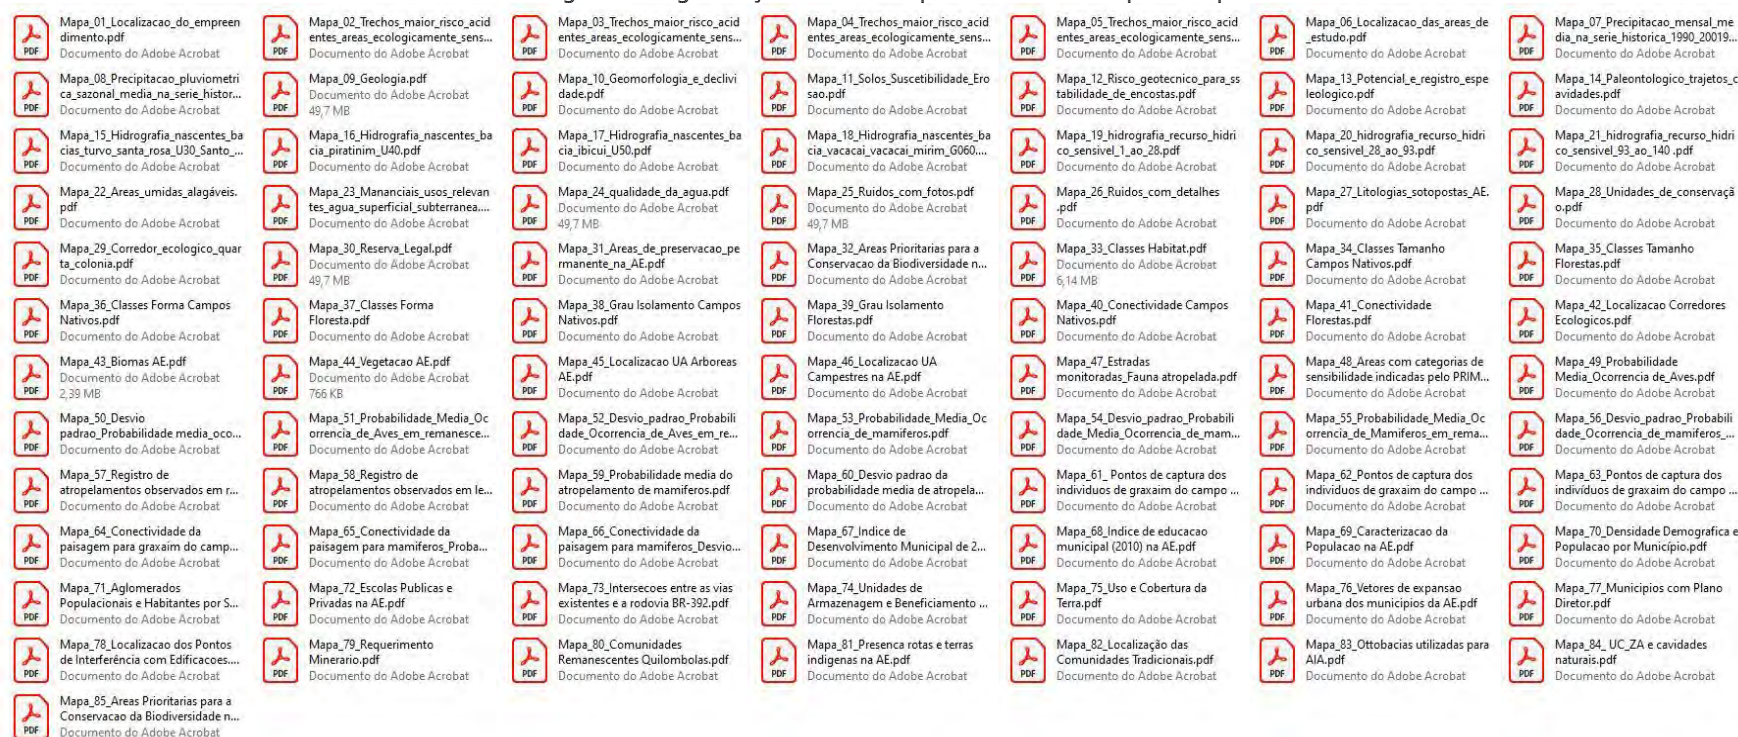 Mapa_01_Localizacao_do_empreen
dimento.pdf
Documento do Adobe Acrobat
Mapa_02_Trechos_maior_risco_acid
entes_areas_ecologicamente_sens...
Documento do Adobe Acrobat
Mapa_03_Trechos_maior_risco_acid
entes_areas_ecologicamente_sens...
Documento do Adobe Acrobat
Mapa_04_Trechos_maior_risco_acid
entes_areas_ecologicamente_sens...
Documento do Adobe Acrobat
Mapa_05_Trechos_maior_risco_acid
entes_areas_ecologicamente_sens...
Documento do Adobe Acrobat
Mapa_06_Localizacao_das_areas_de
_estudo.pdf
Documento do Adobe Acrobat
Mapa_07_Precipitacao_mensal_me
dia_na_serie_historica_1990_20019...
Documento do Adobe Acrobat
Mapa_08_Precipitacao_pluviometri
ca_sazonal_media_na_serie_histor...
Documento do Adobe Acrobat
Mapa_09_Geologia.pdf
Documento do Adobe Acrobat
49,7 MB
Mapa_10_Geomorfologia_e_declivi
dade.pdf
Documento do Adobe Acrobat
Mapa_11_Solos_Suscetibilidade_Ero
sao.pdf
Documento do Adobe Acrobat
Mapa_12_Risco_geotecnico_para_ss
tabilidade_de_encostas.pdf
Documento do Adobe Acrobat
Mapa_13_Potencial_e_registro_espe
leologico.pdf
Documento do Adobe Acrobat
Mapa_14_Paleontologico_trajetos_c
avidades.pdf
Documento do Adobe Acrobat
Mapa_15_Hidrografia_nascentes_ba
cias_turvo_santa_rosa_U30_Santo_...
Documento do Adobe Acrobat
Mapa_16_Hidrografia_nascentes_ba
cia_piratinim_U40.pdf
Documento do Adobe Acrobat
Mapa_17_Hidrografia_nascentes_ba
cia_ibicui_U50.pdf
Documento do Adobe Acrobat
Mapa_18_Hidrografia_nascentes_ba
cia_vacacai_vacacai_mirim_G060....
Documento do Adobe Acrobat
Mapa_19_hidrografia_recurso_hidri
co_sensivel_1_ao_28.pdf
Documento do Adobe Acrobat
Mapa_20_hidrografia_recurso_hidri
co_sensivel_28_ao_93.pdf
Documento do Adobe Acrobat
Mapa_21_hidrografia_recurso_hidri
co_sensivel_93_ao_140 .pdf
Documento do Adobe Acrobat
Mapa_22_Areas_umidas_alagáveis.
pdf
Documento do Adobe Acrobat
Mapa_23_Mananciais_usos_relevan
tes_agua_superficial_subterranea....
Documento do Adobe Acrobat
Mapa_24_qualidade_da_agua.pdf
Documento do Adobe Acrobat
49,7 MB
Mapa_25_Ruidos_com_fotos.pdf
Documento do Adobe Acrobat
49,7 MB
Mapa_26_Ruidos_com_detalhes
.pdf
Documento do Adobe Acrobat
Mapa_27_Litologias_sotopostas_AE.
pdf
Documento do Adobe Acrobat
Mapa_28_Unidades_de_conservaçã
o.pdf
Documento do Adobe Acrobat
Mapa_29_Corredor_ecologico_quar
ta_colonia.pdf
Documento do Adobe Acrobat
Mapa_30_Reserva_Legal.pdf
Documento do Adobe Acrobat
49,7 MB
Mapa_31_Areas_de_preservacao_pe
rmanente_na_AE.pdf
Documento do Adobe Acrobat
Mapa_32_Areas Prioritarias para a
Conservacao da Biodiversidade n...
Documento do Adobe Acrobat
Mapa_33_Classes Habitat.pdf
Documento do Adobe Acrobat
6,14 MB
Mapa_34_Classes Tamanho
Campos Nativos.pdf
Documento do Adobe Acrobat
Mapa_35_Classes Tamanho
Florestas.pdf
Documento do Adobe Acrobat
Mapa_36_Classes Forma Campos
Nativos.pdf
Documento do Adobe Acrobat
Mapa_37_Classes Forma
Floresta.pdf
Documento do Adobe Acrobat
Mapa_38_Grau Isolamento Campos
Nativos.pdf
Documento do Adobe Acrobat
Mapa_39_Grau Isolamento
Florestas.pdf
Documento do Adobe Acrobat
Mapa_40_Conectividade Campos
Nativos.pdf
Documento do Adobe Acrobat
Mapa_41_Conectividade
Florestas.pdf
Documento do Adobe Acrobat
Mapa_42_Localizacao Corredores
Ecologicos.pdf
Documento do Adobe Acrobat
Mapa_43_Biomas AE.pdf
Documento do Adobe Acrobat
2,39 MB
Mapa_44_Vegetacao AE.pdf
Documento do Adobe Acrobat
766 KB
Mapa_45_Localizacao UA Arboreas
AE.pdf
Documento do Adobe Acrobat
Mapa_46_Localizacao UA
Campestres na AE.pdf
Documento do Adobe Acrobat
Mapa_47_Estradas
monitoradas_Fauna atropelada.pdf
Documento do Adobe Acrobat
Mapa_48_Areas com categorias de
sensibilidade indicadas pelo PRIM...
Documento do Adobe Acrobat
Mapa_49_Probabilidade
Media_Ocorrencia de_Aves.pdf
Documento do Adobe Acrobat
Mapa_50_Desvio
padrao_Probabilidade media_oco...
Documento do Adobe Acrobat
Mapa_51_Probabilidade_Media_Oc
orrencia_de_Aves_em_remanesce...
Documento do Adobe Acrobat
Mapa_52_Desvio_padrao_Probabili
dade_Ocorrencia_de_Aves_em_re...
Documento do Adobe Acrobat
Mapa_53_Probabilidade_Media_Oc
orrencia_de_mamiferos.pdf
Documento do Adobe Acrobat
Mapa_54_Desvio_padrao_Probabili
dade_Media_Ocorrencia_de_mam...
Documento do Adobe Acrobat
Mapa_55_Probabilidade_Media_Oc
orrencia_de_Mamiferos_em_rema...
Documento do Adobe Acrobat
Mapa_56_Desvio_padrao_Probabili
dade_Ocorrencia_de_mamiferos_...
Documento do Adobe Acrobat
Mapa_57_Registro de
atropelamentos observados em r...
Documento do Adobe Acrobat
Mapa_58_Registro de
atropelamentos observados em le...
Documento do Adobe Acrobat
Mapa_59_Probabilidade media do
atropelamento de mamiferos.pdf
Documento do Adobe Acrobat
Mapa_60_Desvio padrao da
probabilidade media de atropela...
Documento do Adobe Acrobat
Mapa_61_ Pontos de captura dos
individuos de graxaim do campo ...
Documento do Adobe Acrobat
Mapa_62_Pontos de captura dos
individuos de graxaim do campo ...
Documento do Adobe Acrobat
Mapa_63_Pontos de captura dos
indivíduos de graxaim do campo ...
Documento do Adobe Acrobat
Mapa_64_Conectividade da
paisagem para graxaim do camp...
Documento do Adobe Acrobat
Mapa_65_Conectividade da
paisagem para mamiferos_Proba...
Documento do Adobe Acrobat
Mapa_66_Conectividade da
paisagem para mamiferos_Desvio...
Documento do Adobe Acrobat
Mapa_67_Indice de
Desenvolvimento Municipal de 2...
Documento do Adobe Acrobat
Mapa_68_Indice de educacao
municipal (2010) na AE.pdf
Documento do Adobe Acrobat
Mapa_69_Caracterizacao da
Populacao na AE.pdf
Documento do Adobe Acrobat
Mapa_70_Densidade Demografica e
Populacao por Município.pdf
Documento do Adobe Acrobat
Mapa_71_Aglomerados
Populacionais e Habitantes por S...
Documento do Adobe Acrobat
Mapa_72_Escolas Publicas e
Privadas na AE.pdf
Documento do Adobe Acrobat
Mapa_73_Intersecoes entre as vias
existentes e a rodovia BR-392.pdf
Documento do Adobe Acrobat
Mapa_74_Unidades de
Armazenagem e Beneficiamento ...
Documento do Adobe Acrobat
Mapa_75_Uso e Cobertura da
Terra.pdf
Documento do Adobe Acrobat
Mapa_76_Vetores de expansao
urbana dos municipios da AE.pdf
Documento do Adobe Acrobat
Mapa_77_Municipios com Plano
Diretor.pdf
Documento do Adobe Acrobat
Mapa_78_Localizacao dos Pontos
de Interferência com Edificacoes....
Documento do Adobe Acrobat
Mapa_79_Requerimento
Minerario.pdf
Documento do Adobe Acrobat
Mapa_80_Comunidades
Remanescentes Quilombolas.pdf
Documento do Adobe Acrobat
Mapa_81_Presenca rotas e terras
indigenas na AE.pdf
Documento do Adobe Acrobat
Mapa_82_Localização das
Comunidades Tradicionais.pdf
Documento do Adobe Acrobat
Mapa_83_Ottobacias utilizadas para
AIA.pdf
Documento do Adobe Acrobat
Mapa_84_ UC_ZA e cavidades
naturais.pdf
Documento do Adobe Acrobat
Mapa_85_Areas Prioritarias para a
Conservacao da Biodiversidade n...
Documento do Adobe Acrobat